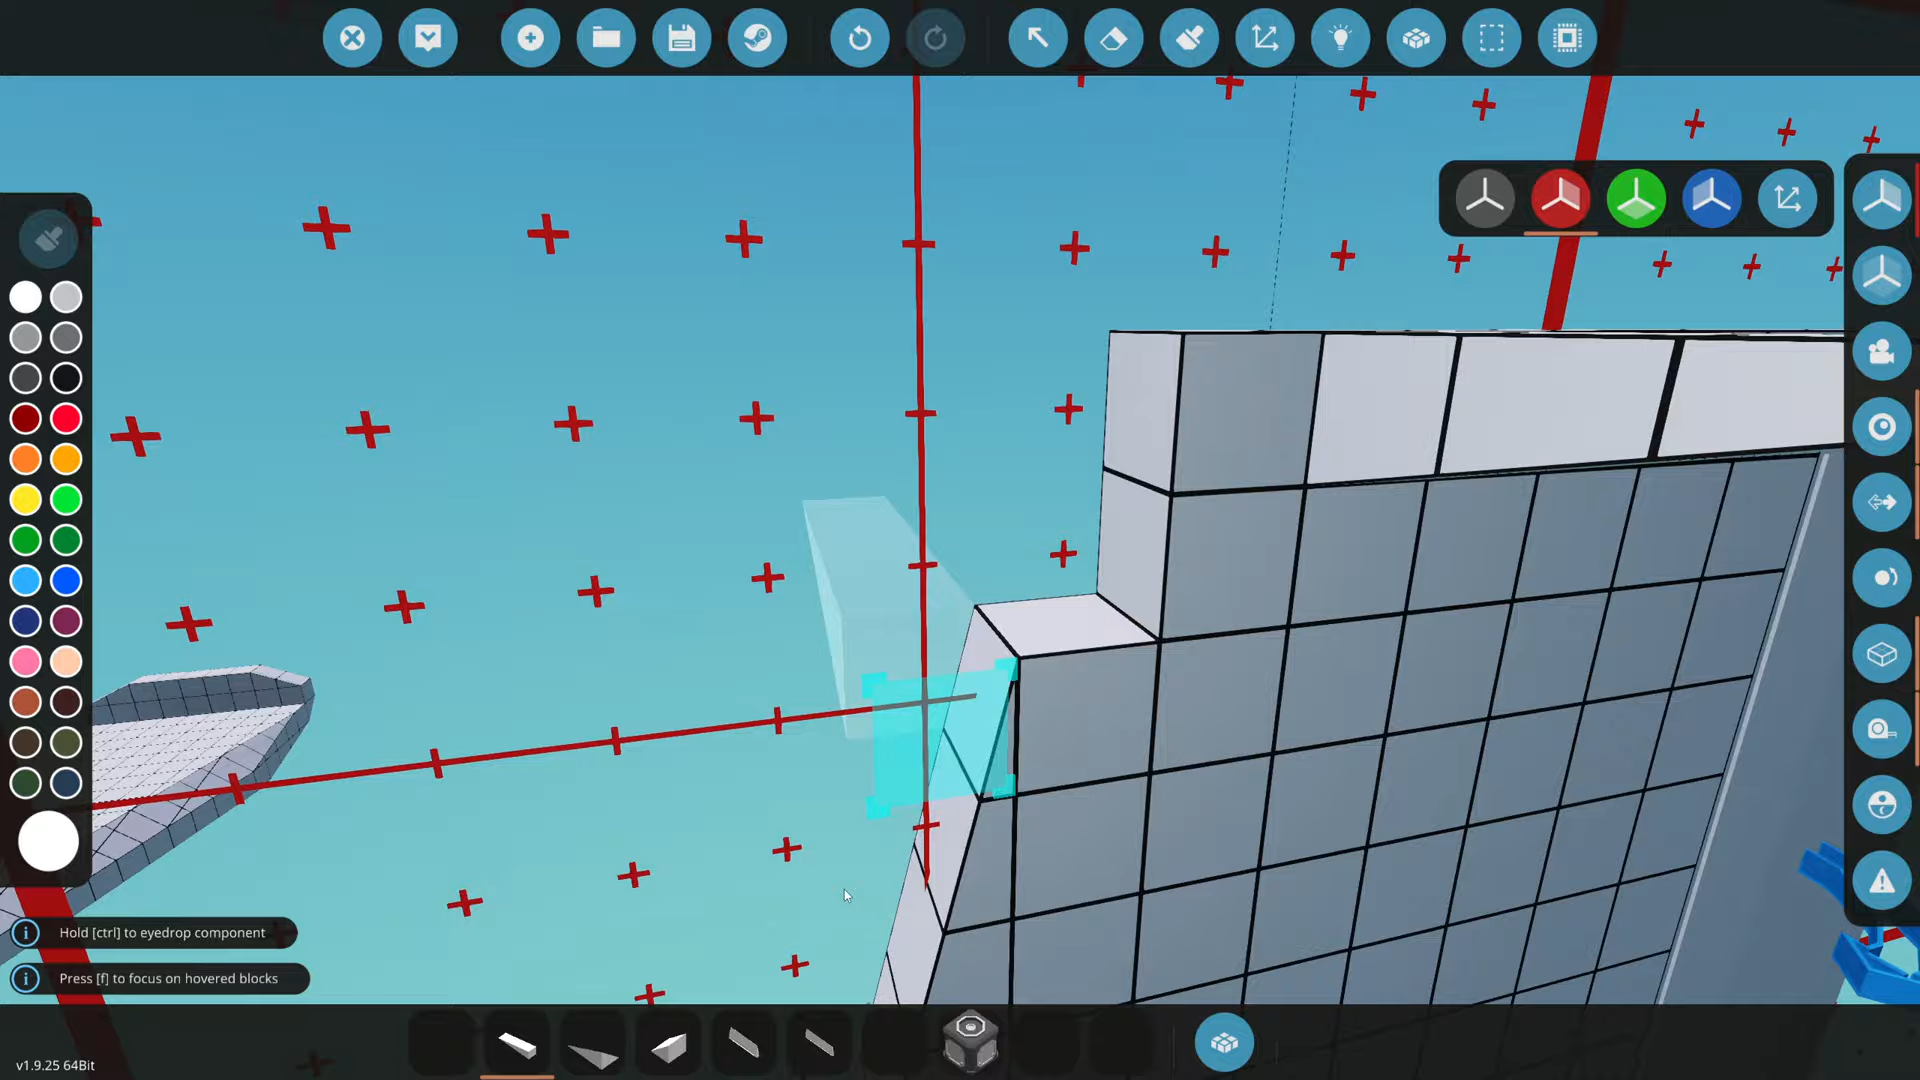 Hold [ctrl] to eyedrop component
Press [f] to focus on hovered blocks
v1.9.25 64Bit